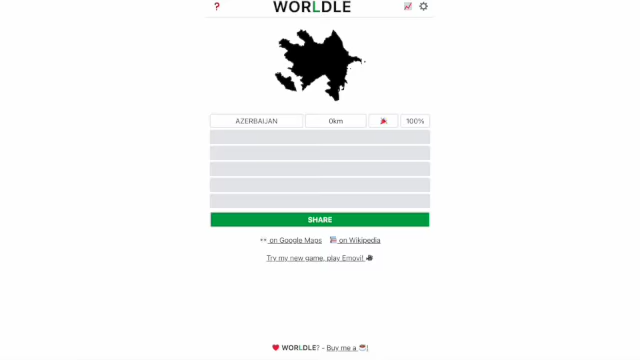 ? WORLDLE
AZERBAIJAN 0km 100%
SHARE
on Google Maps on Wikipedia
Try my new game, play Emovi!
WORLDLE? - Buy me a !